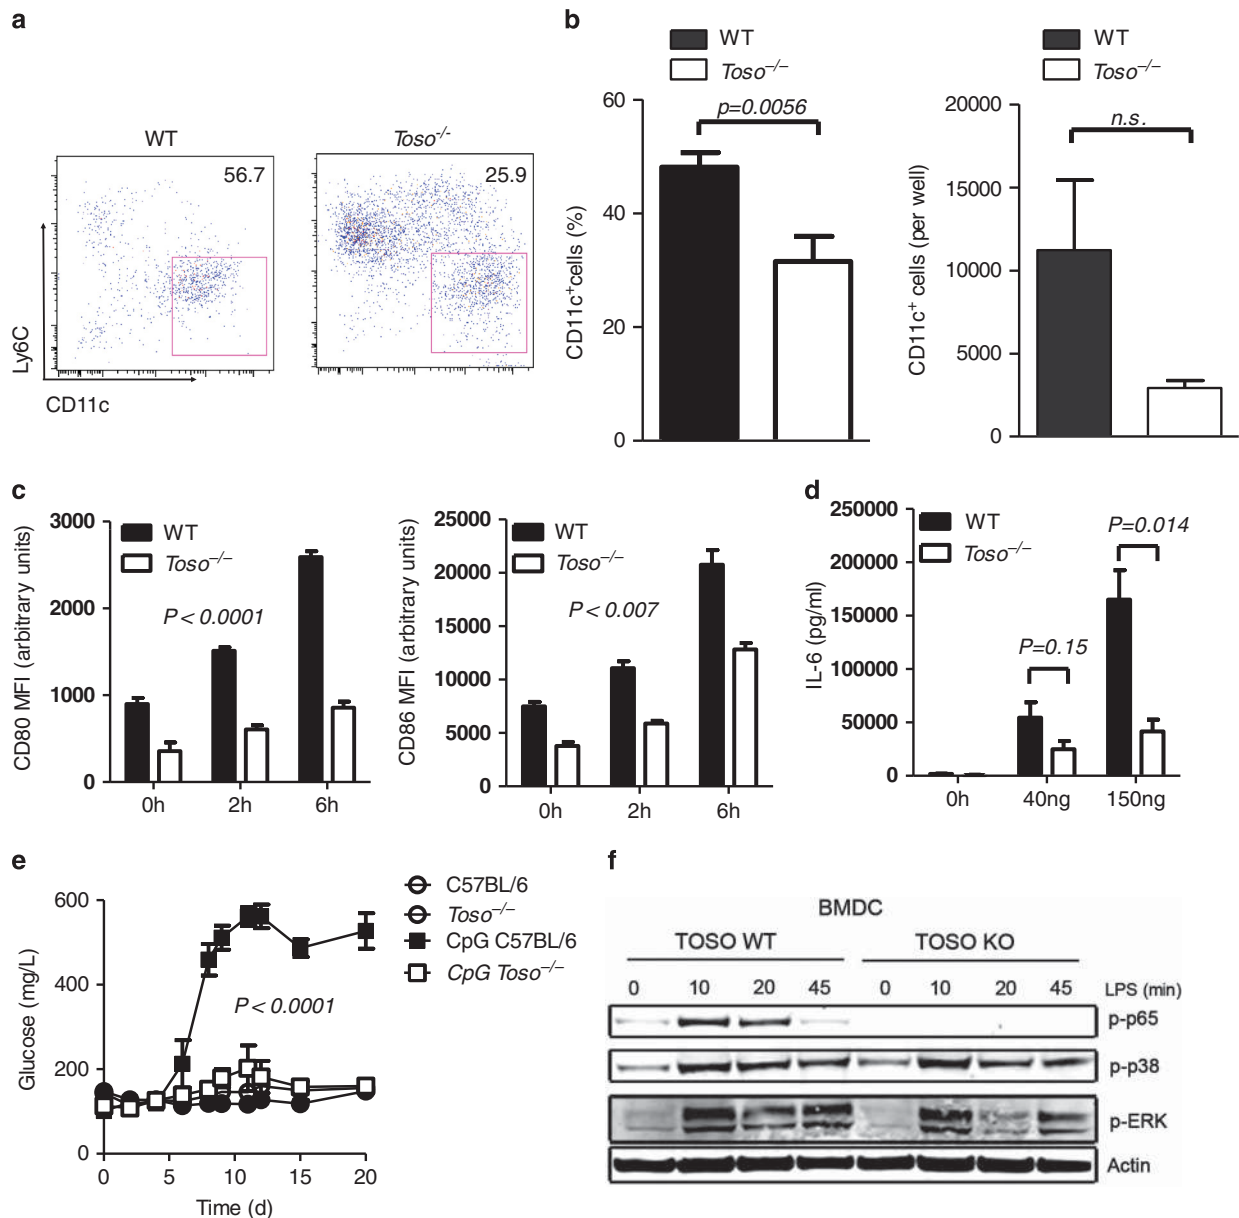 a
WT
Toso-/-
56.7
25.9
Ly6C
CD11c
b
WT
Toso–/–
p=0.0056
60
40
20
0
CD11c+cells (%)
WT
Toso–/–
n.s.
20000
15000
10000
5000
0
CD11c+ cells (per well)
c
3000
2000
1000
0
CD80 MFI (arbitrary units)
WT
Toso–/–
P < 0.0001
0h 2h 6h
25000
20000
15000
10000
5000
0
CD86 MFI (arbitrary units)
WT
Toso–/–
P < 0.007
0h 2h 6h
d
250000
200000
150000
100000
50000
0
IL-6 (pg/ml)
WT
Toso–/–
P=0.15
P=0.014
0h 40ng 150ng
e
600
400
200
0
Glucose (mg/L)
P < 0.0001
0 5 10 15 20
Time (d)
C57BL/6
Toso–/–
CpG C57BL/6
CpG Toso–/–
f
BMDC
TOSO WT TOSO KO
0 10 20 45 0 10 20 45 LPS (min)
p-p65
p-p38
p-ERK
Actin